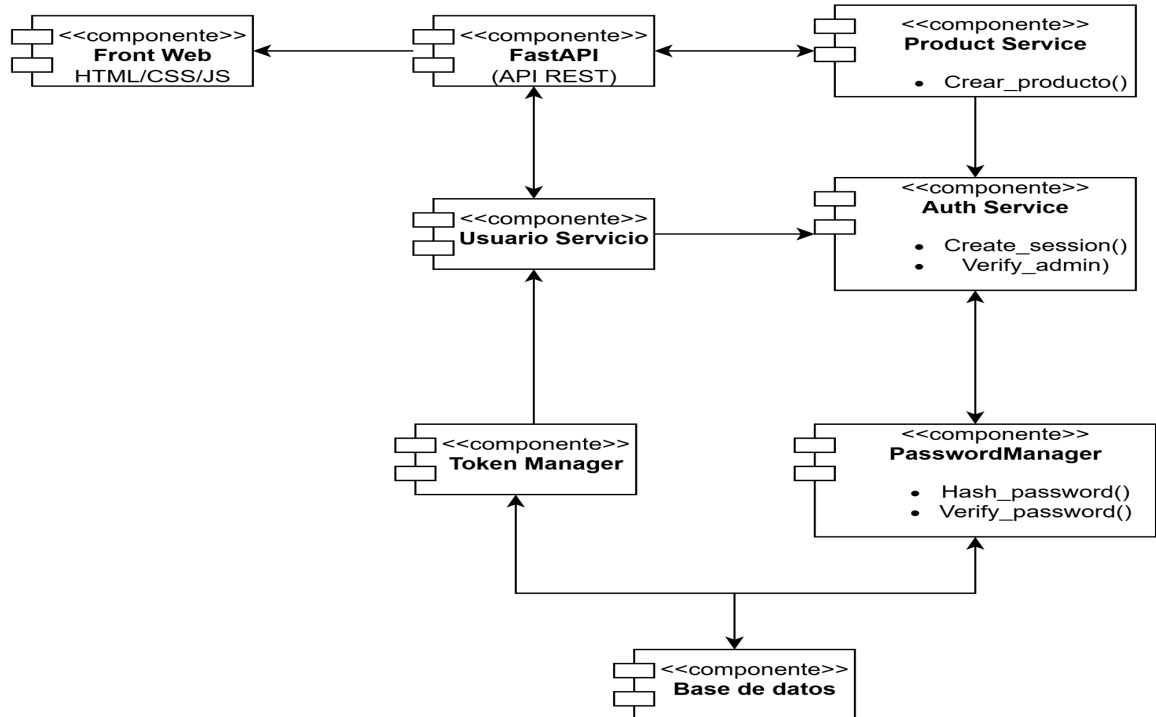 <<componente>>
Front Web
HTML/CSS/JS
<<componente>>
FastAPI
(API REST)
<<componente>>
Product Service
• Crear_producto()
<<componente>>
Usuario Servicio
<<componente>>
Auth Service
• Create_session()
• Verify_admin)
<<componente>>
Token Manager
<<componente>>
PasswordManager
• Hash_password()
• Verify_password()
<<componente>>
Base de datos